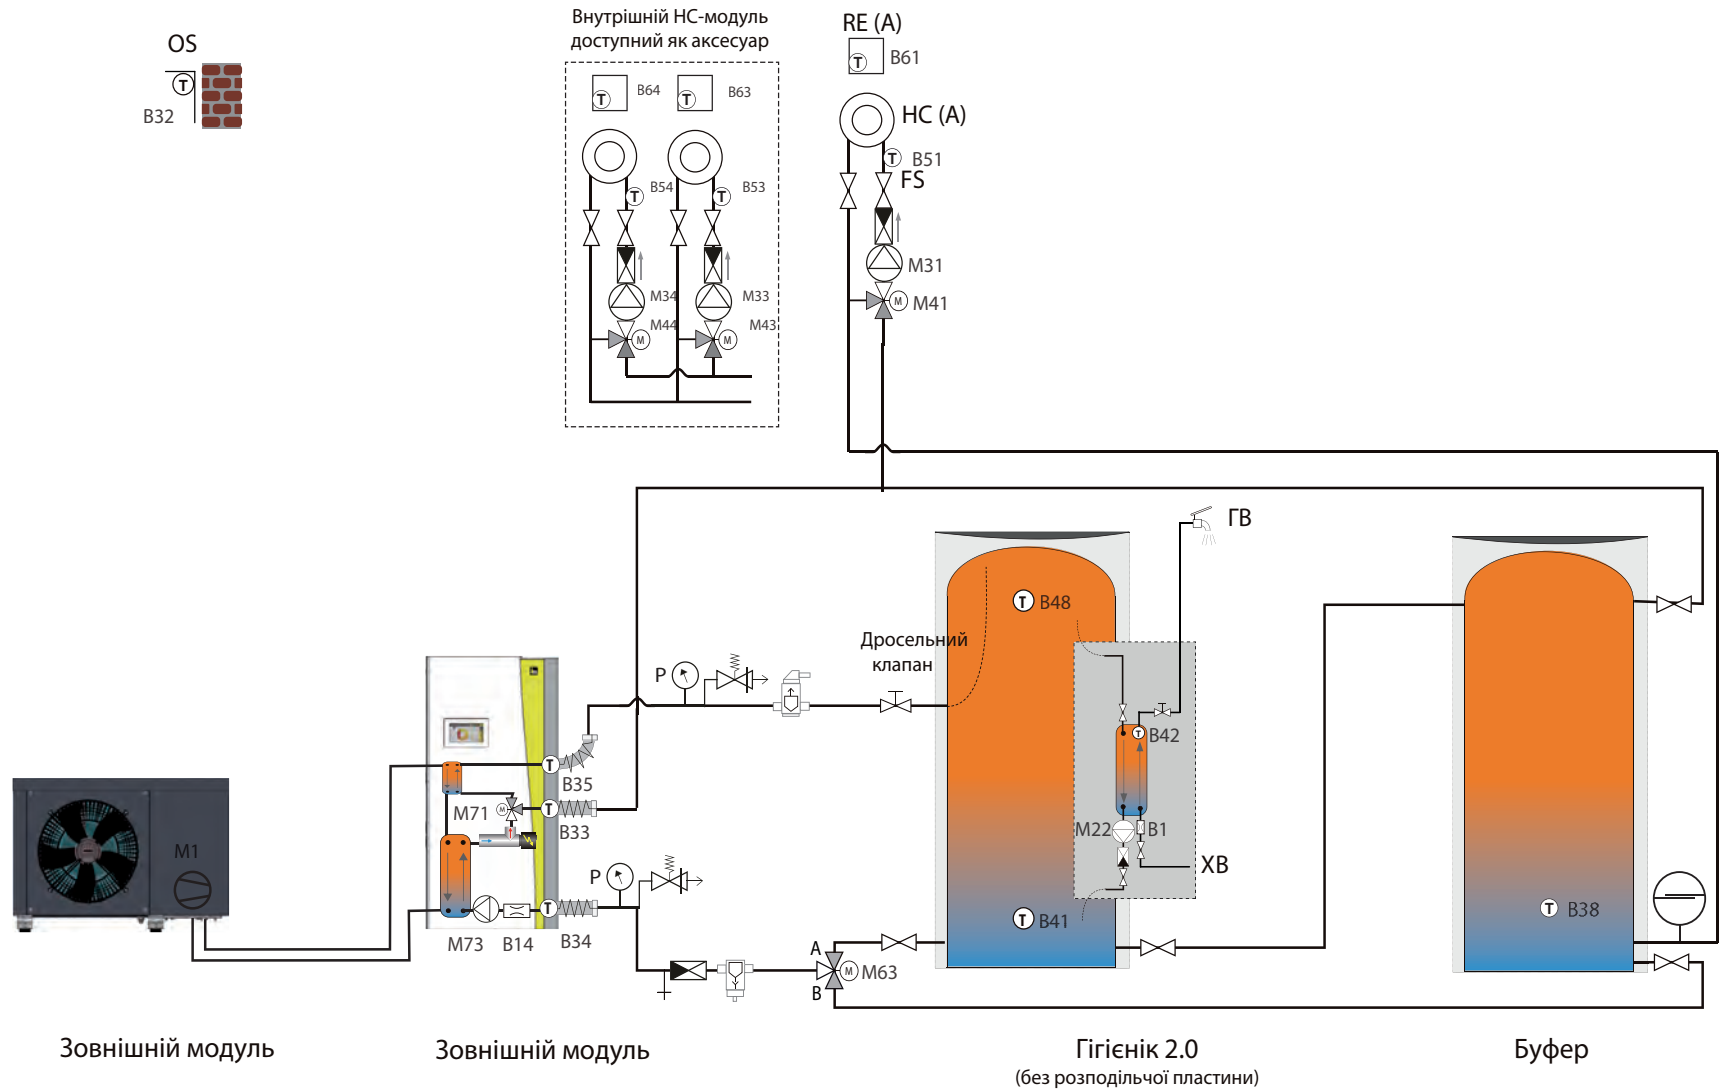 Внутрішній НС-модуль
доступний як аксесуар
OS
T
B32
T
B64
T
B63
RE (A)
T
B61
HC (A)
T
B51
FS
T
B54
T
B53
M31
M
M41
M34
M33
M44
M
M43
M
ГВ
T
B48
Дросельний
клапан
P
T
B42
T
B35
M71
M
T
B33
M22
B1
ХВ
M1
P
T
B41
T
B38
M73
B14
T
B34
A
M
M63
B
Зовнішній модуль
Зовнішній модуль
Гігієнік 2.0
(без розподільчої пластини)
Буфер